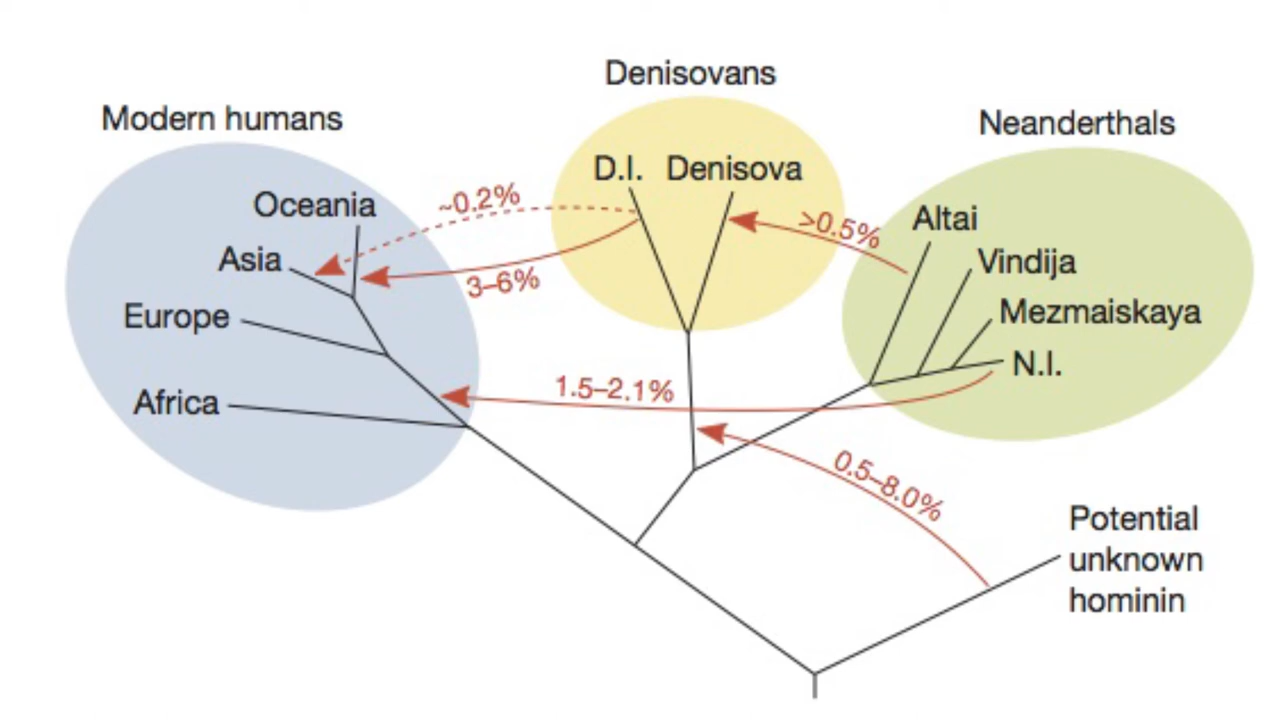 Denisovans
Modern humans
Neanderthals
D.I. Denisova
Oceania
~0.2%
>0.5%
Altai
Asia
Vindija
3–6%
Europe
Mezmaiskaya
N.I.
1.5–2.1%
Africa
0.5–8.0%
Potential
unknown
hominin